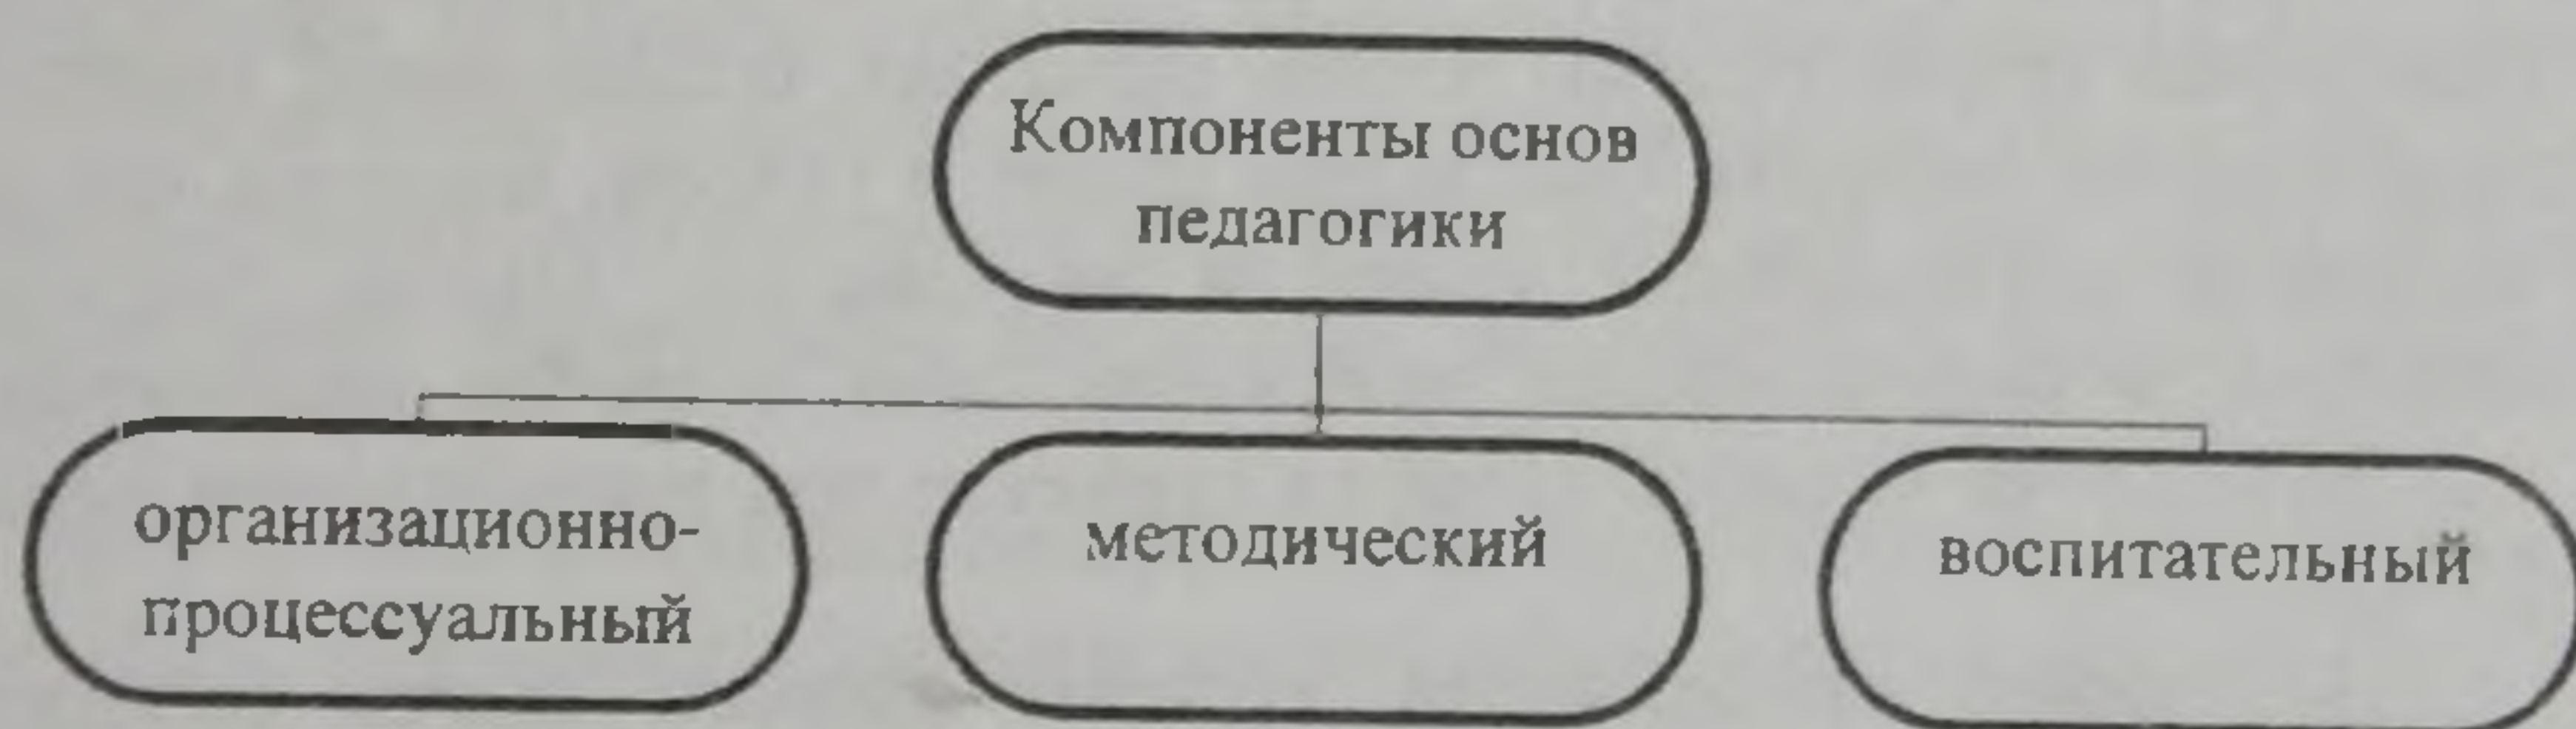 Компоненты основ
педагогики
организационно-
процессуальный
методический
воспитательный